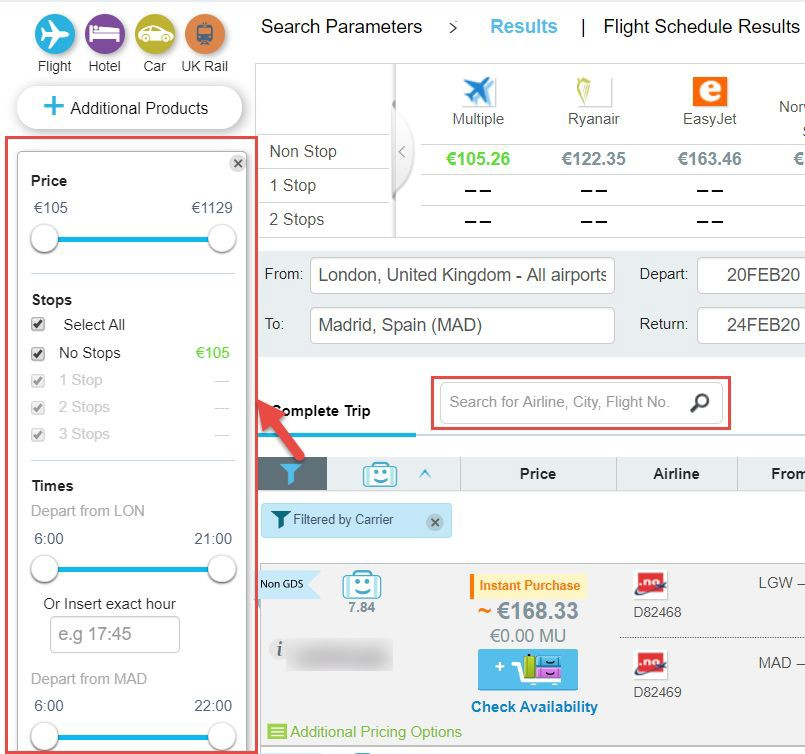 Search Parameters > Results | Flight Schedule Results
Flight Hotel Car UK Rail
+ Additional Products
Multiple Ryanair EasyJet
Non Stop €105.26 €122.35 €163.46 €
1 Stop -- -- --
2 Stops -- -- --
Price
€105 €1129
Stops
Select All
No Stops €105
1 Stop ---
2 Stops ---
3 Stops ---
Times
Depart from LON
6:00 21:00
Or Insert exact hour
e.g 17:45
Depart from MAD
6:00 22:00
From: London, United Kingdom - All airports Depart: 20FEB20
To: Madrid, Spain (MAD) Return: 24FEB20
Complete Trip Search for Airline, City, Flight No.
Price Airline From
Filtered by Carrier
Non GDS
7.84
i
Instant Purchase
~ €168.33
€0.00 MU
+
Check Availability
.no
D82468
LGW –
.no
D82469
MAD –
Additional Pricing Options